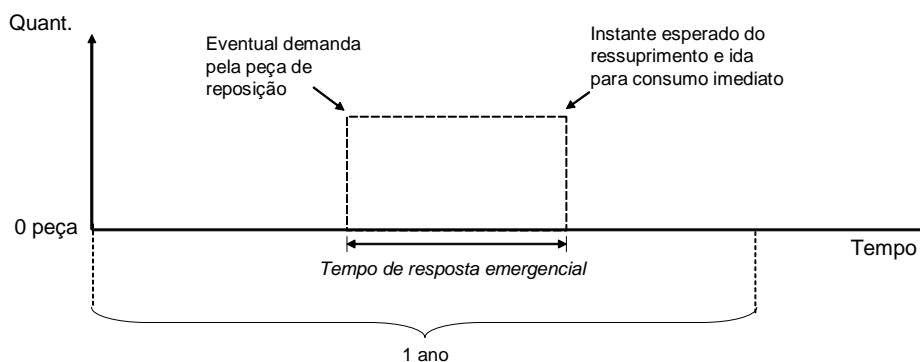 Quant.
Eventual demanda
pela peça de
reposição
Instante esperado do
ressuprimento e ida
para consumo imediato
0 peça
Tempo
Tempo de resposta emergencial
1 ano